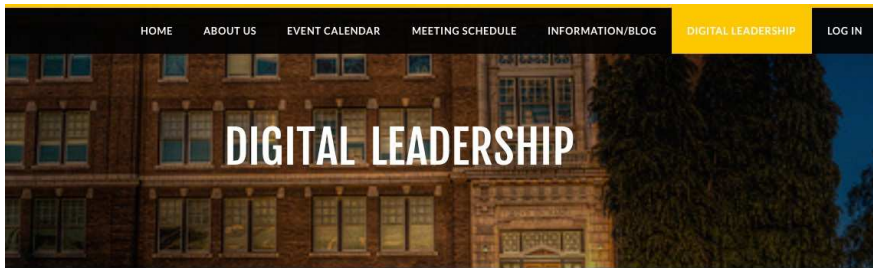 HOME ABOUT US EVENT CALENDAR MEETING SCHEDULE INFORMATION/BLOG DIGITAL LEADERSHIP LOG IN
DIGITAL LEADERSHIP